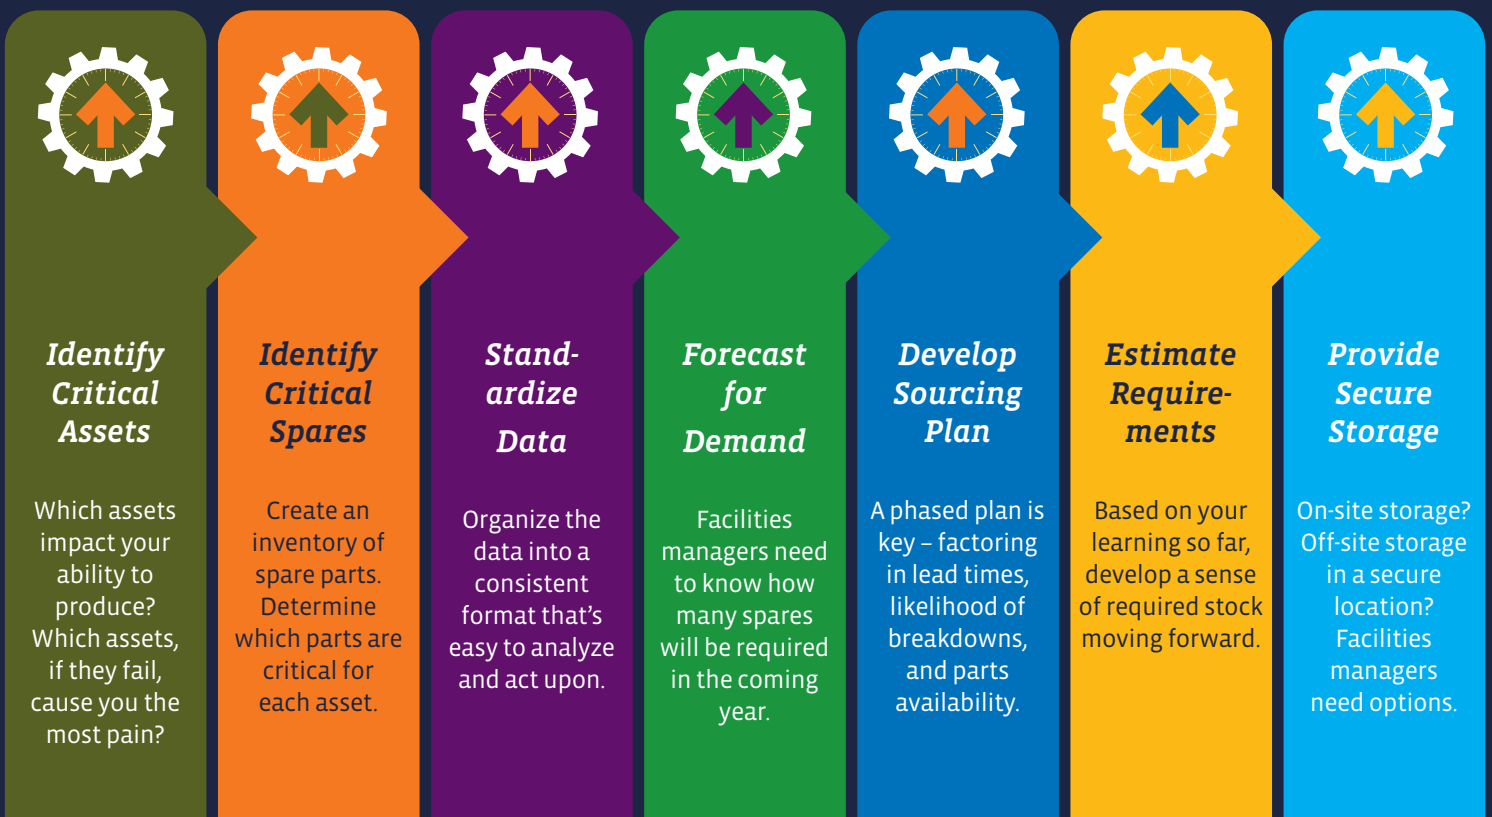 Identify
Critical
Assets
Which assets
impact your
ability to
produce?
Which assets,
if they fail,
cause you the
most pain?
Identify
Critical
Spares
Create an
inventory of
spare parts.
Determine
which parts are
critical for
each asset.
Stand-
ardize
Data
Organize the
data into a
consistent
format that’s
easy to analyze
and act upon.
Forecast
for
Demand
Facilities
managers need
to know how
many spares
will be required
in the coming
year.
Develop
Sourcing
Plan
A phased plan is
key – factoring
in lead times,
likelihood of
breakdowns,
and parts
availability.
Estimate
Require-
ments
Based on your
learning so far,
develop a sense
of required stock
moving forward.
Provide
Secure
Storage
On-site storage?
Off-site storage
in a secure
location?
Facilities
managers
need options.